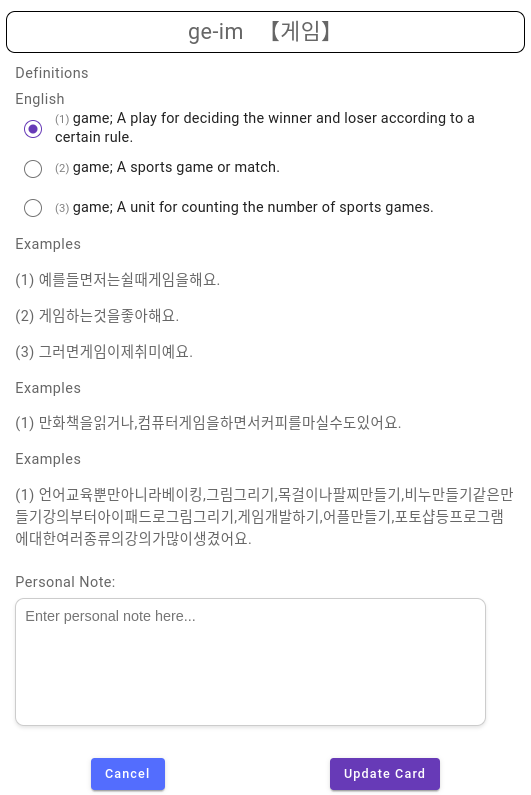 ge-im 【게임】
Definitions
English
(1) game; A play for deciding the winner and loser according to a
certain rule.
(2) game; A sports game or match.
(3) game; A unit for counting the number of sports games.
Examples
(1) 예를들면저는쉴때게임을해요.
(2) 게임하는것을좋아해요.
(3) 그러면게임이제취미예요.
Examples
(1) 만화책을읽거나,컴퓨터게임을하면서커피를마실수도있어요.
Examples
(1) 언어교육뿐만아니라베이킹,그림그리기,목걸이나팔찌만들기,비누만들기같은만
들기강의부터아이패드로그림그리기,게임개발하기,어플만들기,포토샵등프로그램
에대한여러종류의강의가많이생겼어요.
Personal Note:
Enter personal note here...
Cancel
Update Card